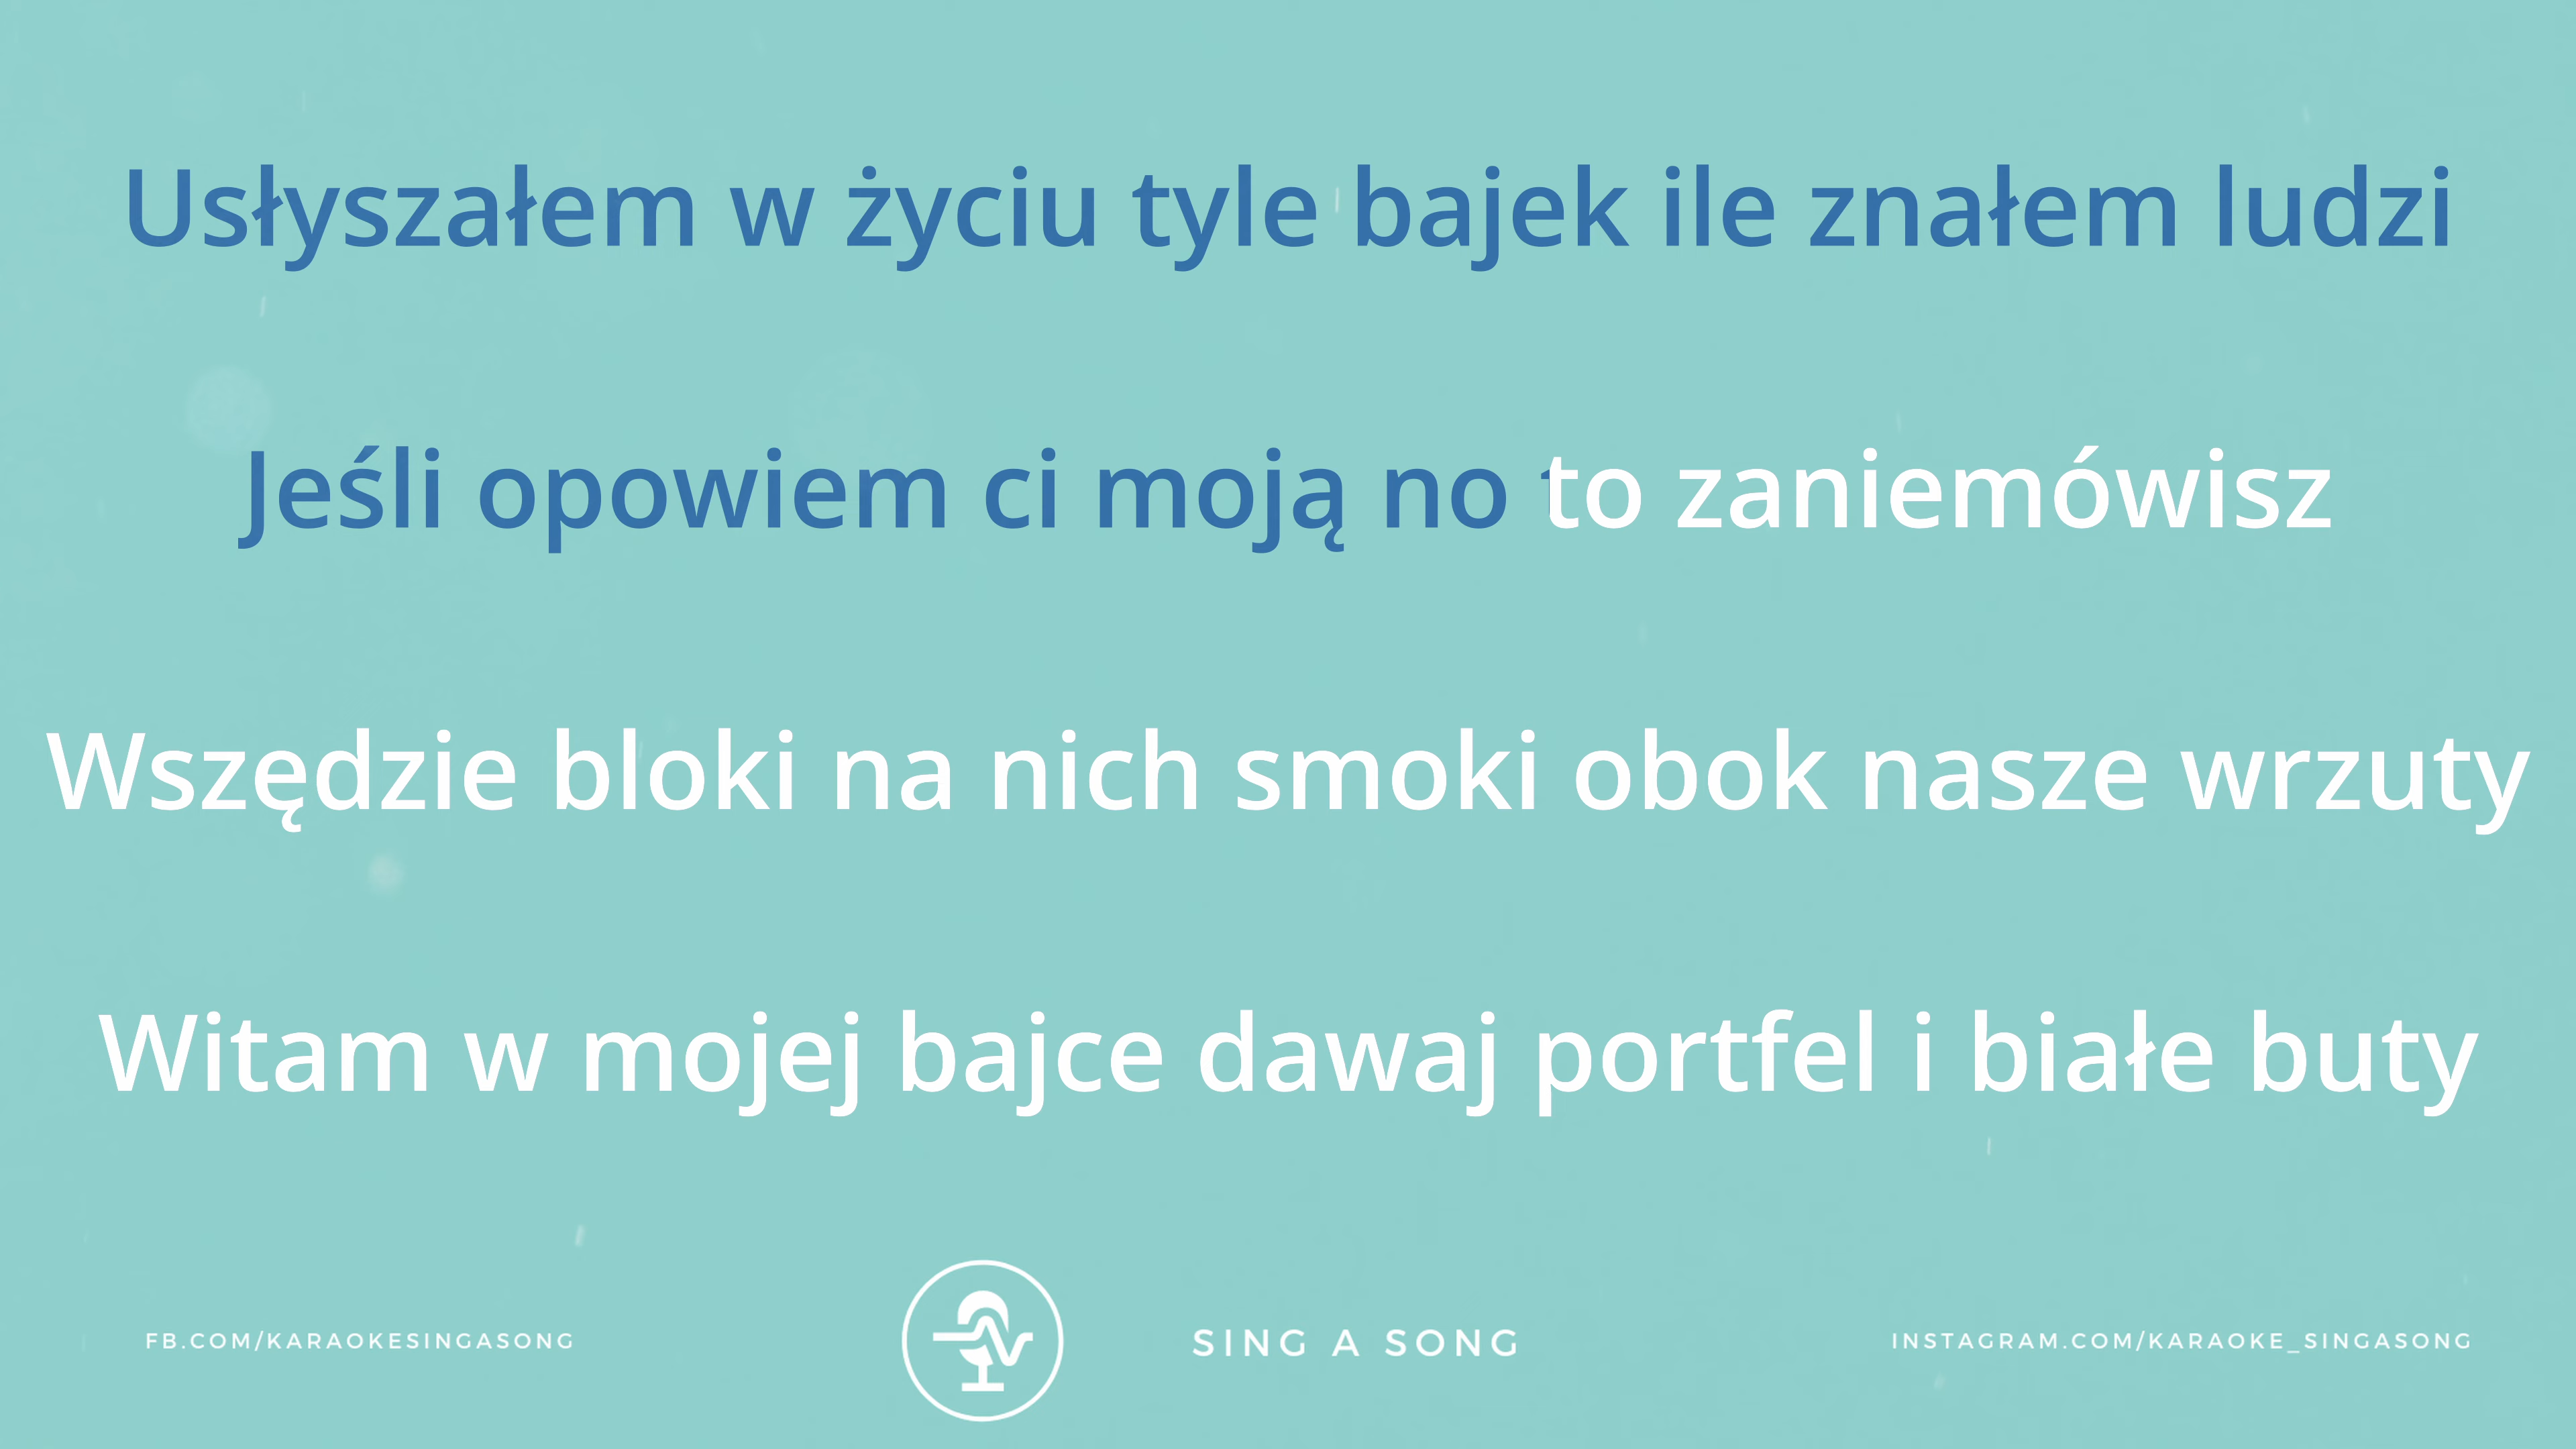 Usłyszałem w życiu tyle bajek ile znałem ludzi
Jeśli opowiem ci moją no to zaniemówisz
Wszędzie bloki na nich smoki obok nasze wrzuty
Witam w mojej bajce dawaj portfel i białe buty
FB.COM/KARAOKESINGASONG
SING A SONG
INSTAGRAM.COM/KARAOKE_SINGASONG